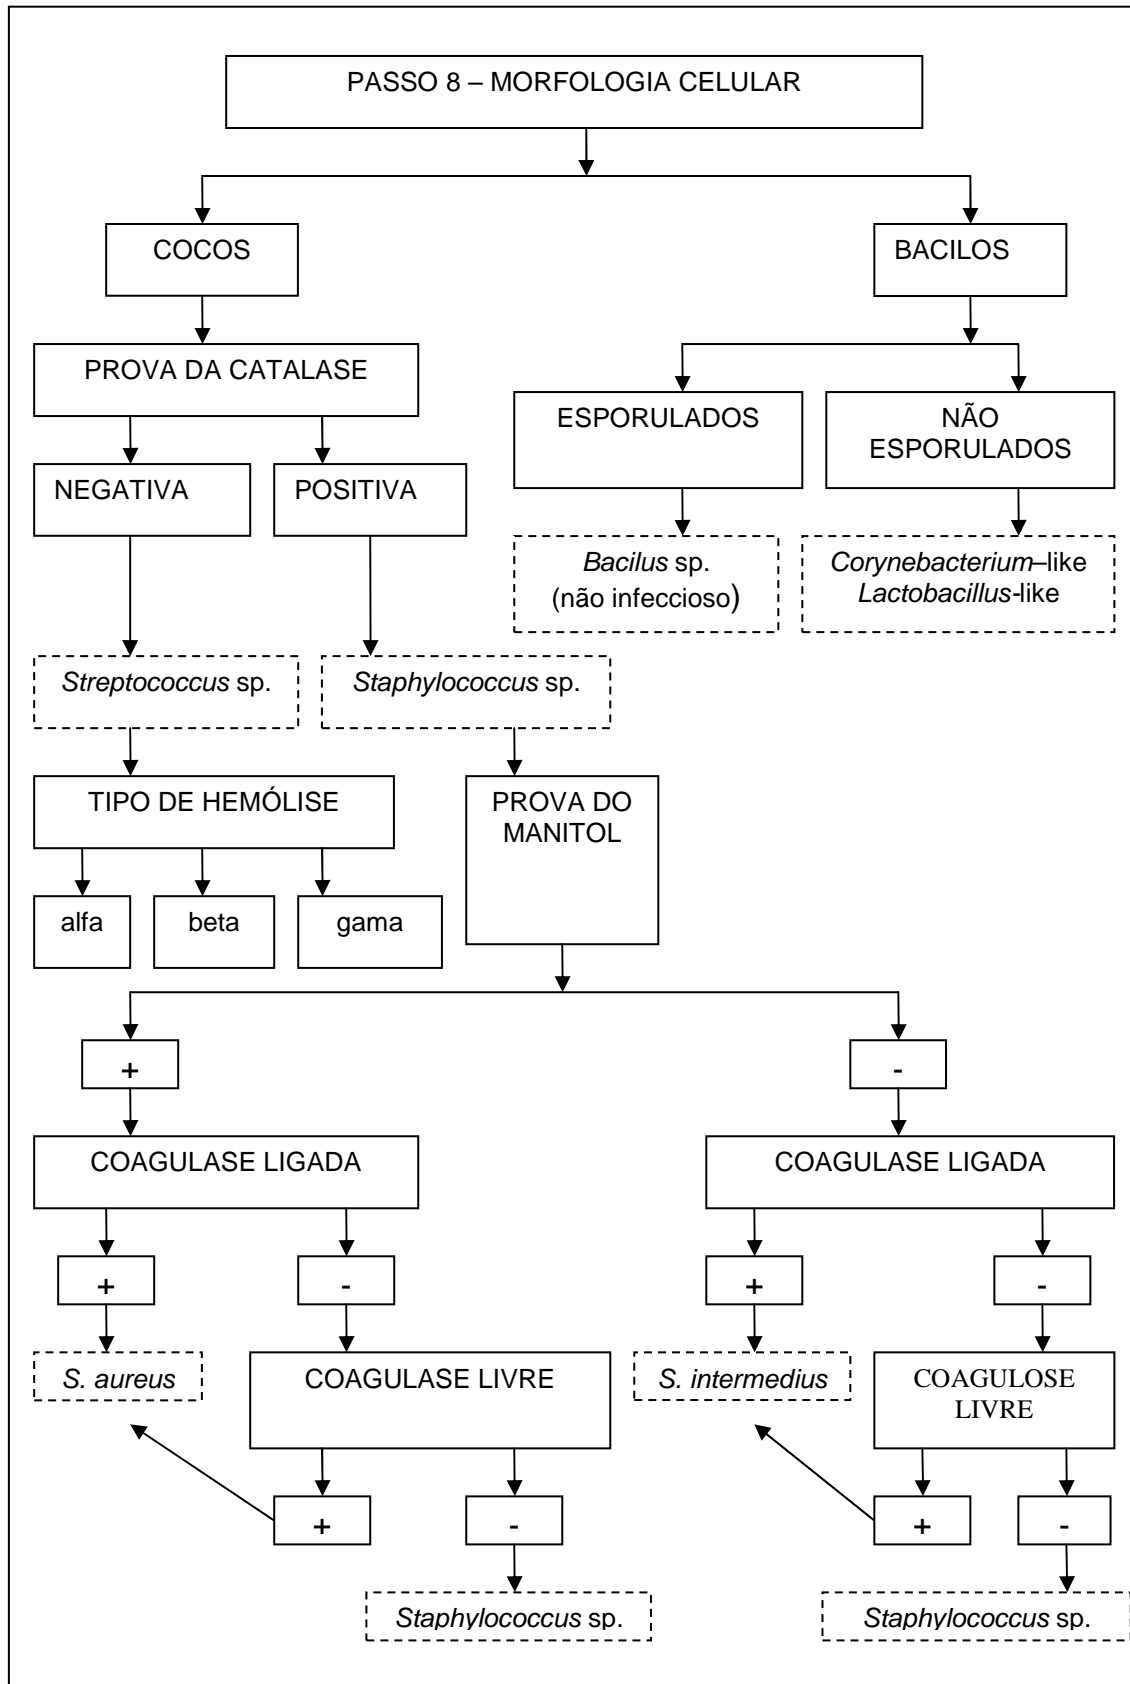 PASSO 8 – MORFOLOGIA CELULAR
COCOS
BACILOS
PROVA DA CATALASE
ESPORULADOS
NÃO
ESPORULADOS
NEGATIVA
POSITIVA
Bacilus sp.
(não infeccioso)
Corynebacterium–like
Lactobacillus-like
Streptococcus sp.
Staphylococcus sp.
TIPO DE HEMÓLISE
PROVA DO
MANITOL
alfa
beta
gama
+
-
COAGULASE LIGADA
COAGULASE LIGADA
+
-
+
-
S. aureus
COAGULASE LIVRE
S. intermedius
COAGULOSE
LIVRE
+
-
+
-
Staphylococcus sp.
Staphylococcus sp.